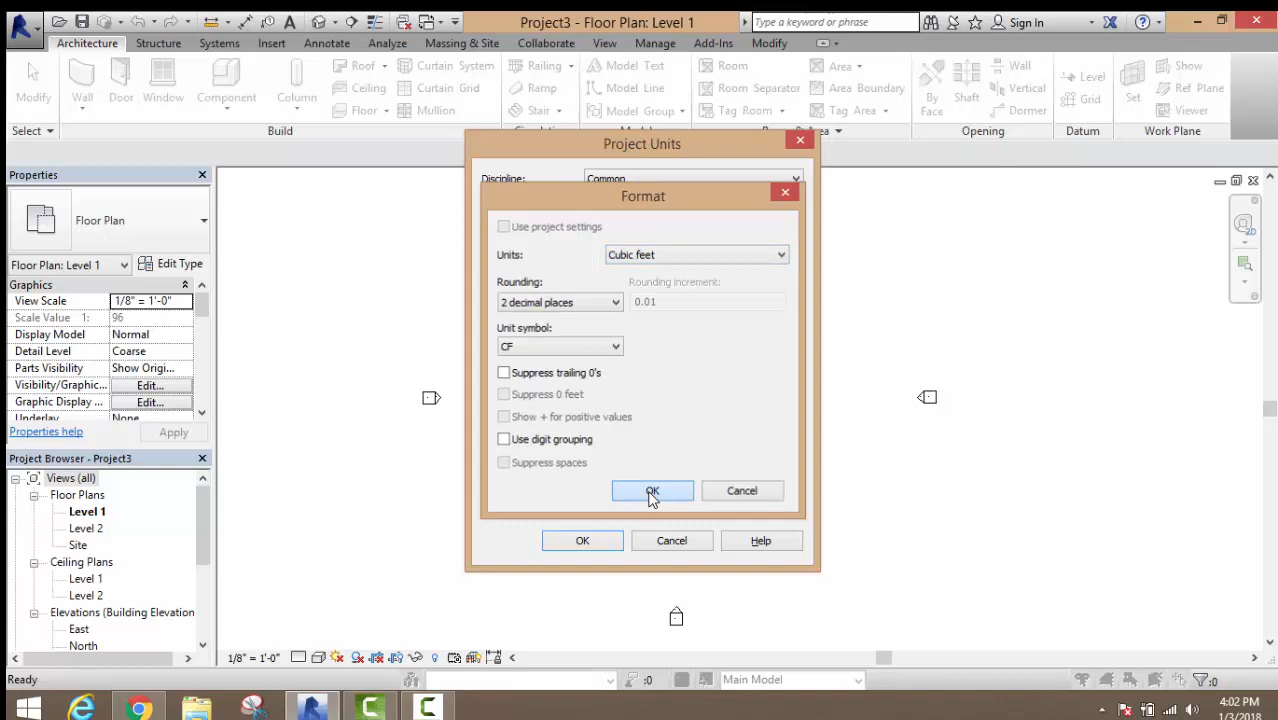 Project3 - Floor Plan: Level 1
Type a keyword or phrase
Sign In
Architecture Structure Systems Insert Annotate Analyze Massing & Site Collaborate View Manage Add-Ins Modify
Modify Wall Door Window Component Column
Roof Curtain System Railing Model Text Room Area
Ceiling Curtain Grid Ramp Model Line Room Separator Area Boundary
Floor Mullion Stair Model Group Tag Room Tag Area
By Face Shaft Wall Vertical Dormer
Level Grid Set Show Ref Plane Viewer
Select Build Opening Datum Work Plane
Properties
Floor Plan
Floor Plan: Level 1 Edit Type
Graphics
View Scale 1/8" = 1'-0"
Scale Value 1: 96
Display Model Normal
Detail Level Coarse
Parts Visibility Show Origi...
Visibility/Graphic... Edit...
Graphic Display ... Edit...
Underlay None
Properties help Apply
Project Browser - Project3
Views (all)
Floor Plans
Level 1
Level 2
Site
Ceiling Plans
Level 1
Level 2
Elevations (Building Elevation
East
North
Project Units
Discipline: Common
Format
Use project settings
Units: Cubic feet
Rounding: Rounding increment:
2 decimal places 0.01
Unit symbol:
CF
Suppress trailing 0's
Suppress 0 feet
Show + for positive values
Use digit grouping
Suppress spaces
OK Cancel
OK Cancel Help
2D
1/8" = 1'-0"
Ready :0 Main Model :0
4:02 PM
1/3/2018